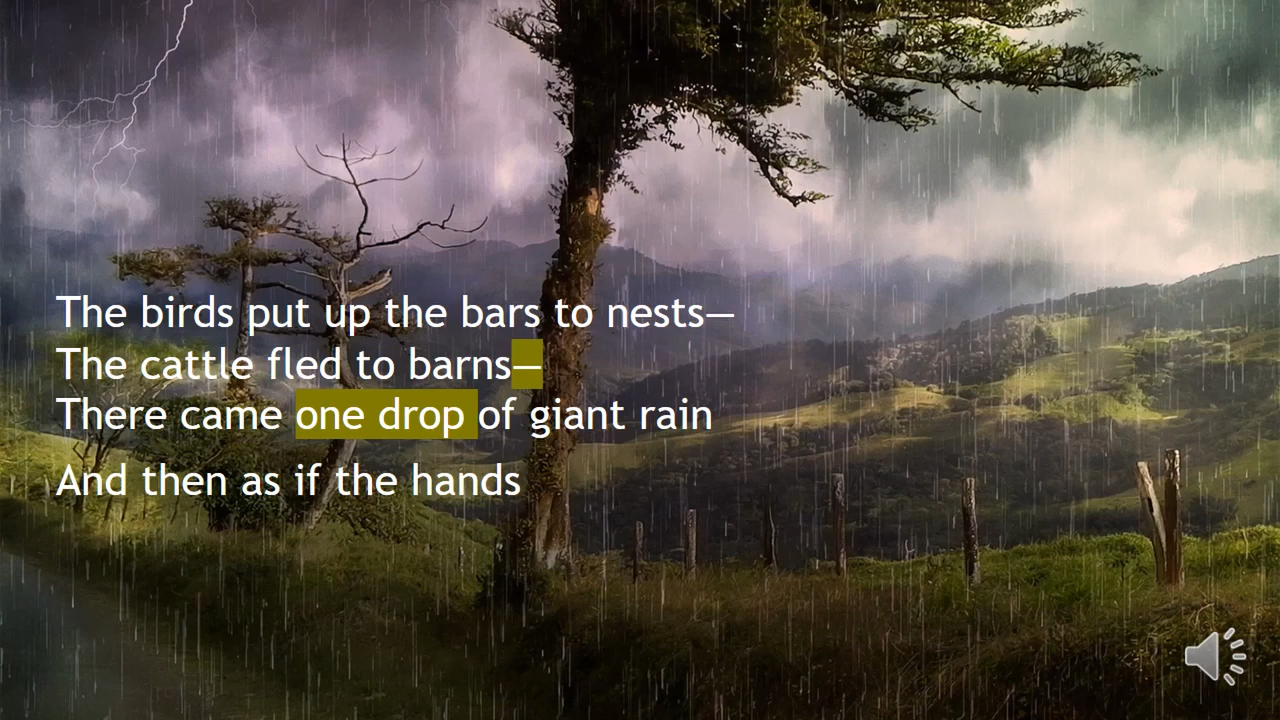 The birds put up the bars to nests—
The cattle fled to barns—
There came one drop of giant rain
And then as if the hands